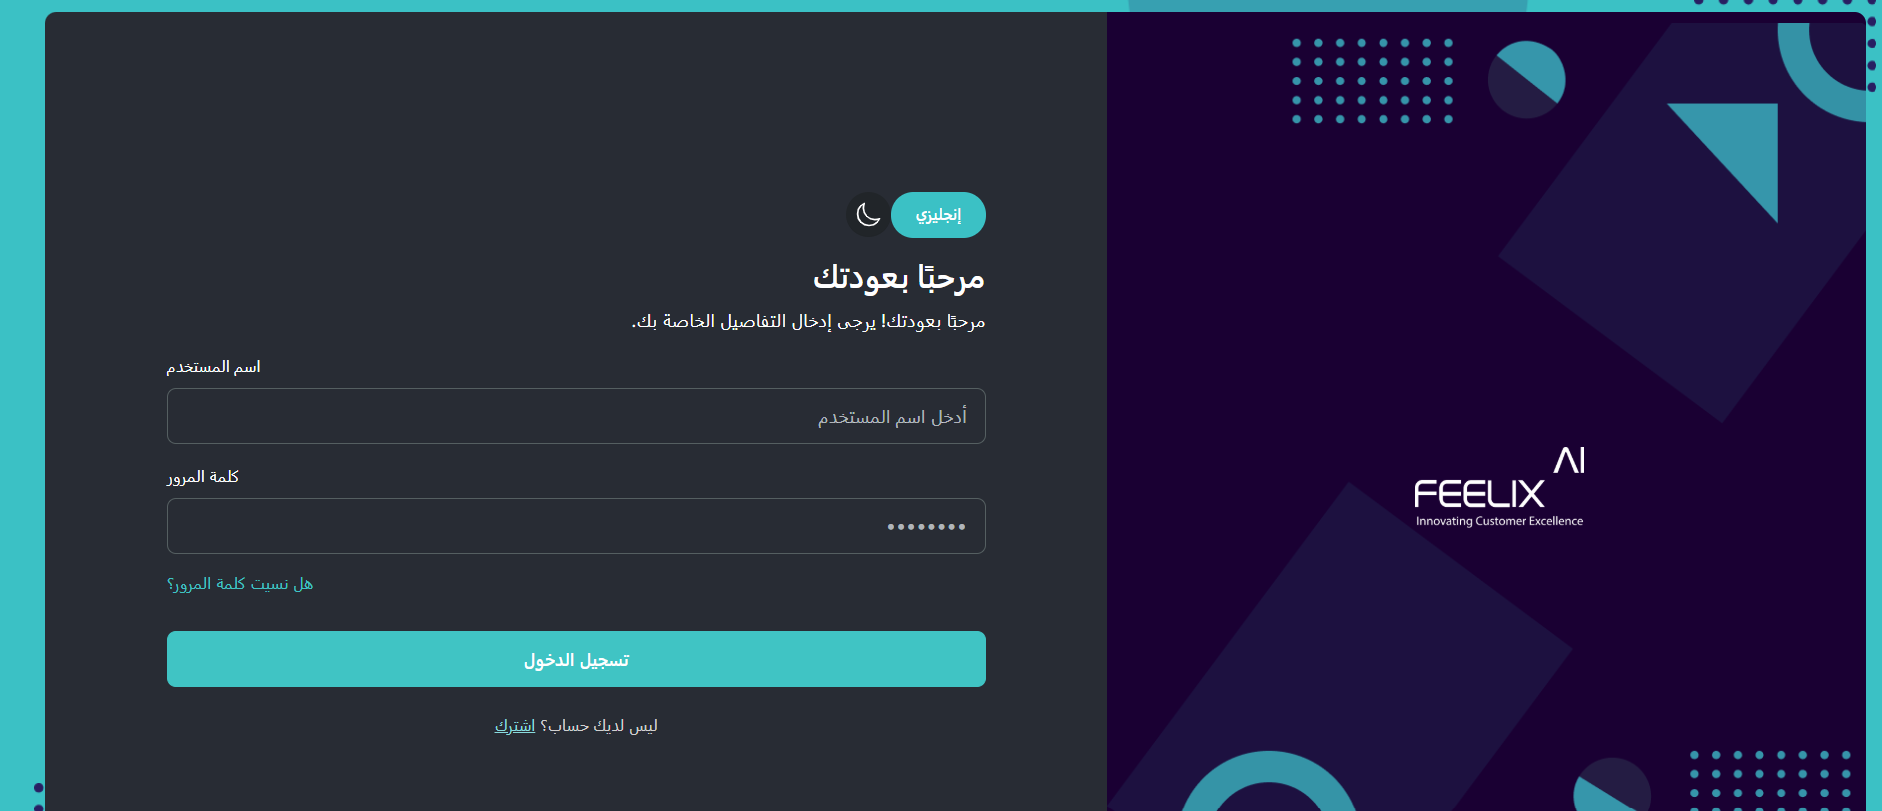 إنجليزي
مرحبًا بعودتك
مرحبًا بعودتك! يرجى إدخال التفاصيل الخاصة بك.
اسم المستخدم
أدخل اسم المستخدم
كلمة المرور
••••••••
هل نسيت كلمة المرور؟
تسجيل الدخول
ليس لديك حساب؟ اشترك
AI
FEELIX
Innovating Customer Excellence